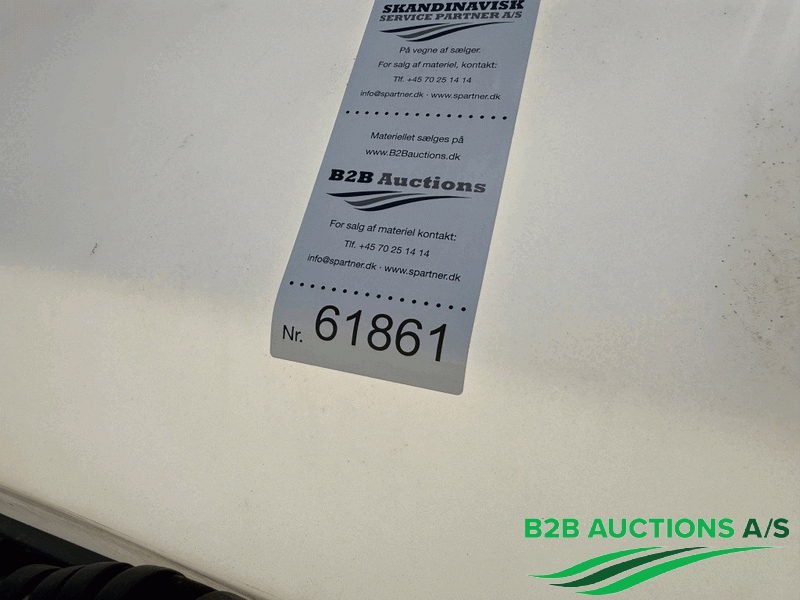 SKANDINAVISK
SERVICE PARTNER A/S
På vegne af sælger.
For salg af materiel, kontakt:
Tlf. +45 70 25 14 14
info@spartner.dk - www.spartner.dk
Materiellet sælges på
www.B2Bauctions.dk
B2B Auctions
For salg af materiel kontakt:
Tlf. +45 70 25 14 14
info@spartner.dk - www.spartner.dk
Nr. 61861
B2B AUCTIONS A/S